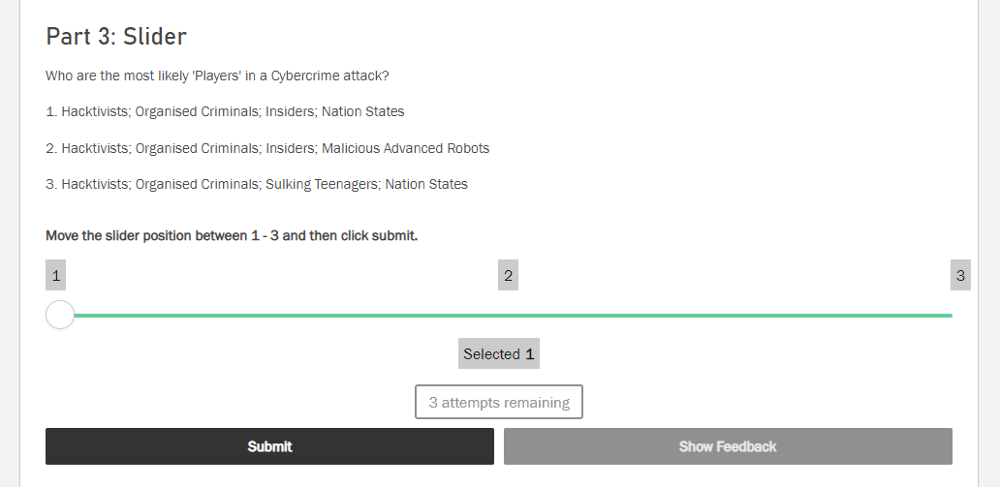 Part 3: Slider
Who are the most likely 'Players' in a Cybercrime attack?
1. Hacktivists; Organised Criminals; Insiders; Nation States
2. Hacktivists; Organised Criminals; Insiders; Malicious Advanced Robots
3. Hacktivists; Organised Criminals; Sulking Teenagers; Nation States
Move the slider position between 1 - 3 and then click submit.
1 2 3
Selected 1
3 attempts remaining
Submit Show Feedback